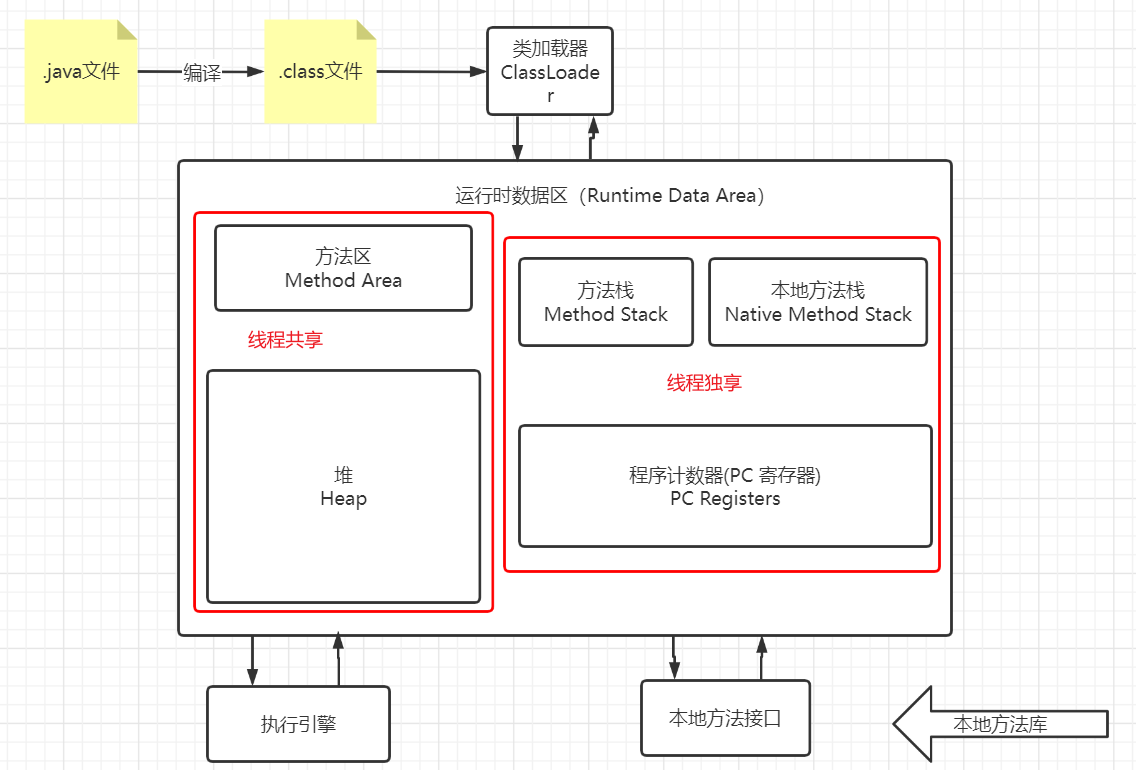 .java文件
编译
.class文件
类加载器
ClassLoade
r
运行时数据区（Runtime Data Area）
方法区
Method Area
线程共享
堆
Heap
方法栈
Method Stack
本地方法栈
Native Method Stack
线程独享
程序计数器(PC 寄存器)
PC Registers
执行引擎
本地方法接口
本地方法库